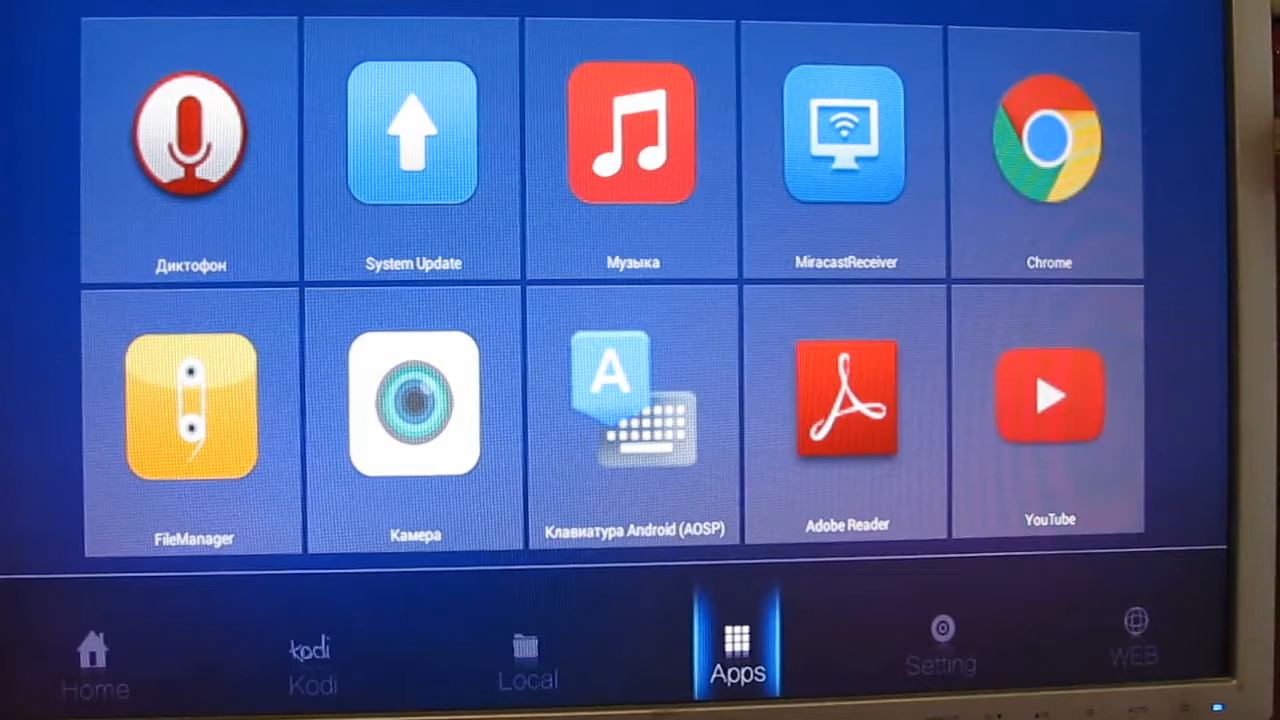 Диктофон
System Update
Музыка
MiracastReceiver
Chrome
FileManager
Камера
A
Клавиатура Android (AOSP)
Adobe Reader
YouTube
kodi
Home
Kodi
Local
Apps
Setting
WEB